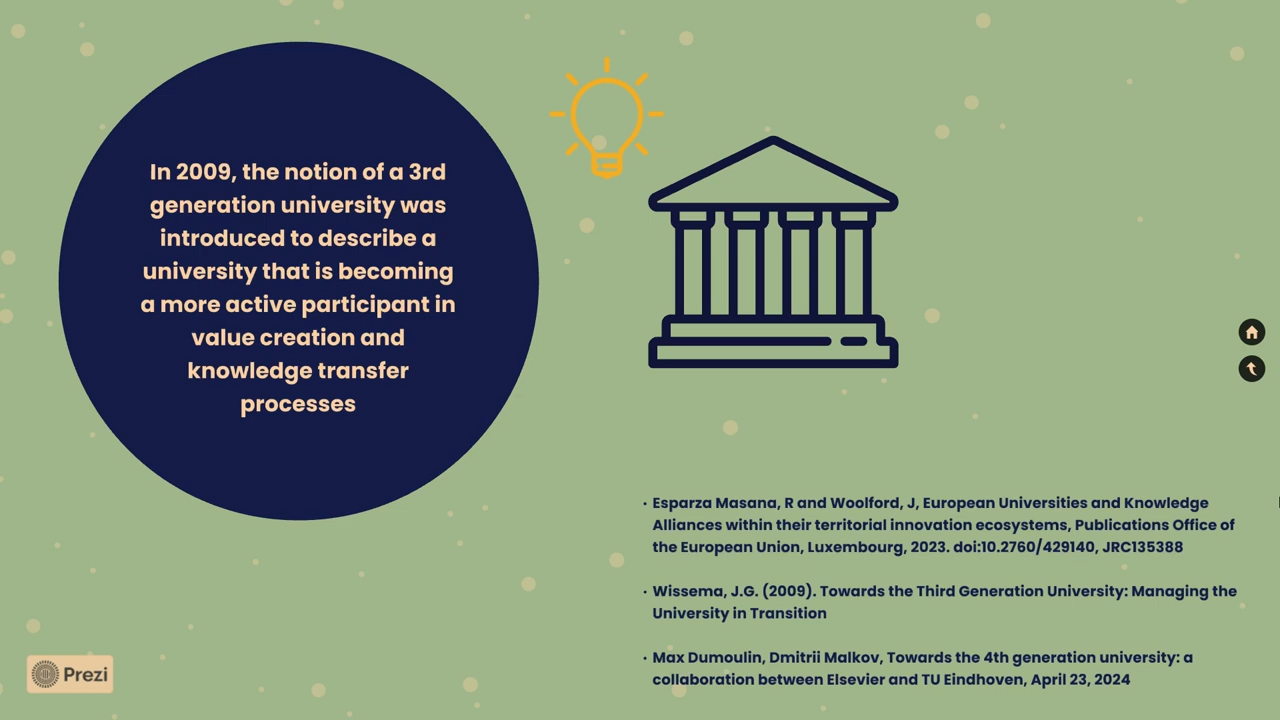 In 2009, the notion of a 3rd
generation university was
introduced to describe a
university that is becoming
a more active participant in
value creation and
knowledge transfer
processes
· Esparza Masana, R and Woolford, J, European Universities and Knowledge
Alliances within their territorial innovation ecosystems, Publications Office of
the European Union, Luxembourg, 2023. doi:10.2760/429140, JRC135388
· Wissema, J.G. (2009). Towards the Third Generation University: Managing the
University in Transition
· Max Dumoulin, Dmitrii Malkov, Towards the 4th generation university: a
collaboration between Elsevier and TU Eindhoven, April 23, 2024
Prezi